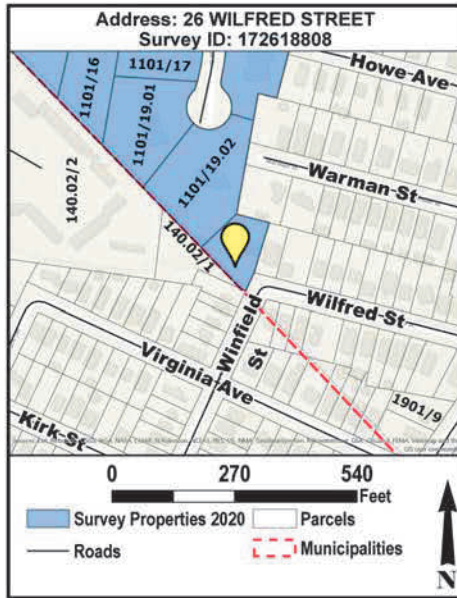 Address: 26 WILFRED STREET
Survey ID: 172618808
Howe Ave
1101/16
1101/17
1101/19.01
1101/19.02
Warman St
140.02/2
140.02/1
Wilfred St
Winfield St
Virginia Ave
1901/9
Kirk St
0 270 540
Feet
Survey Properties 2020
Parcels
Roads
Municipalities
N